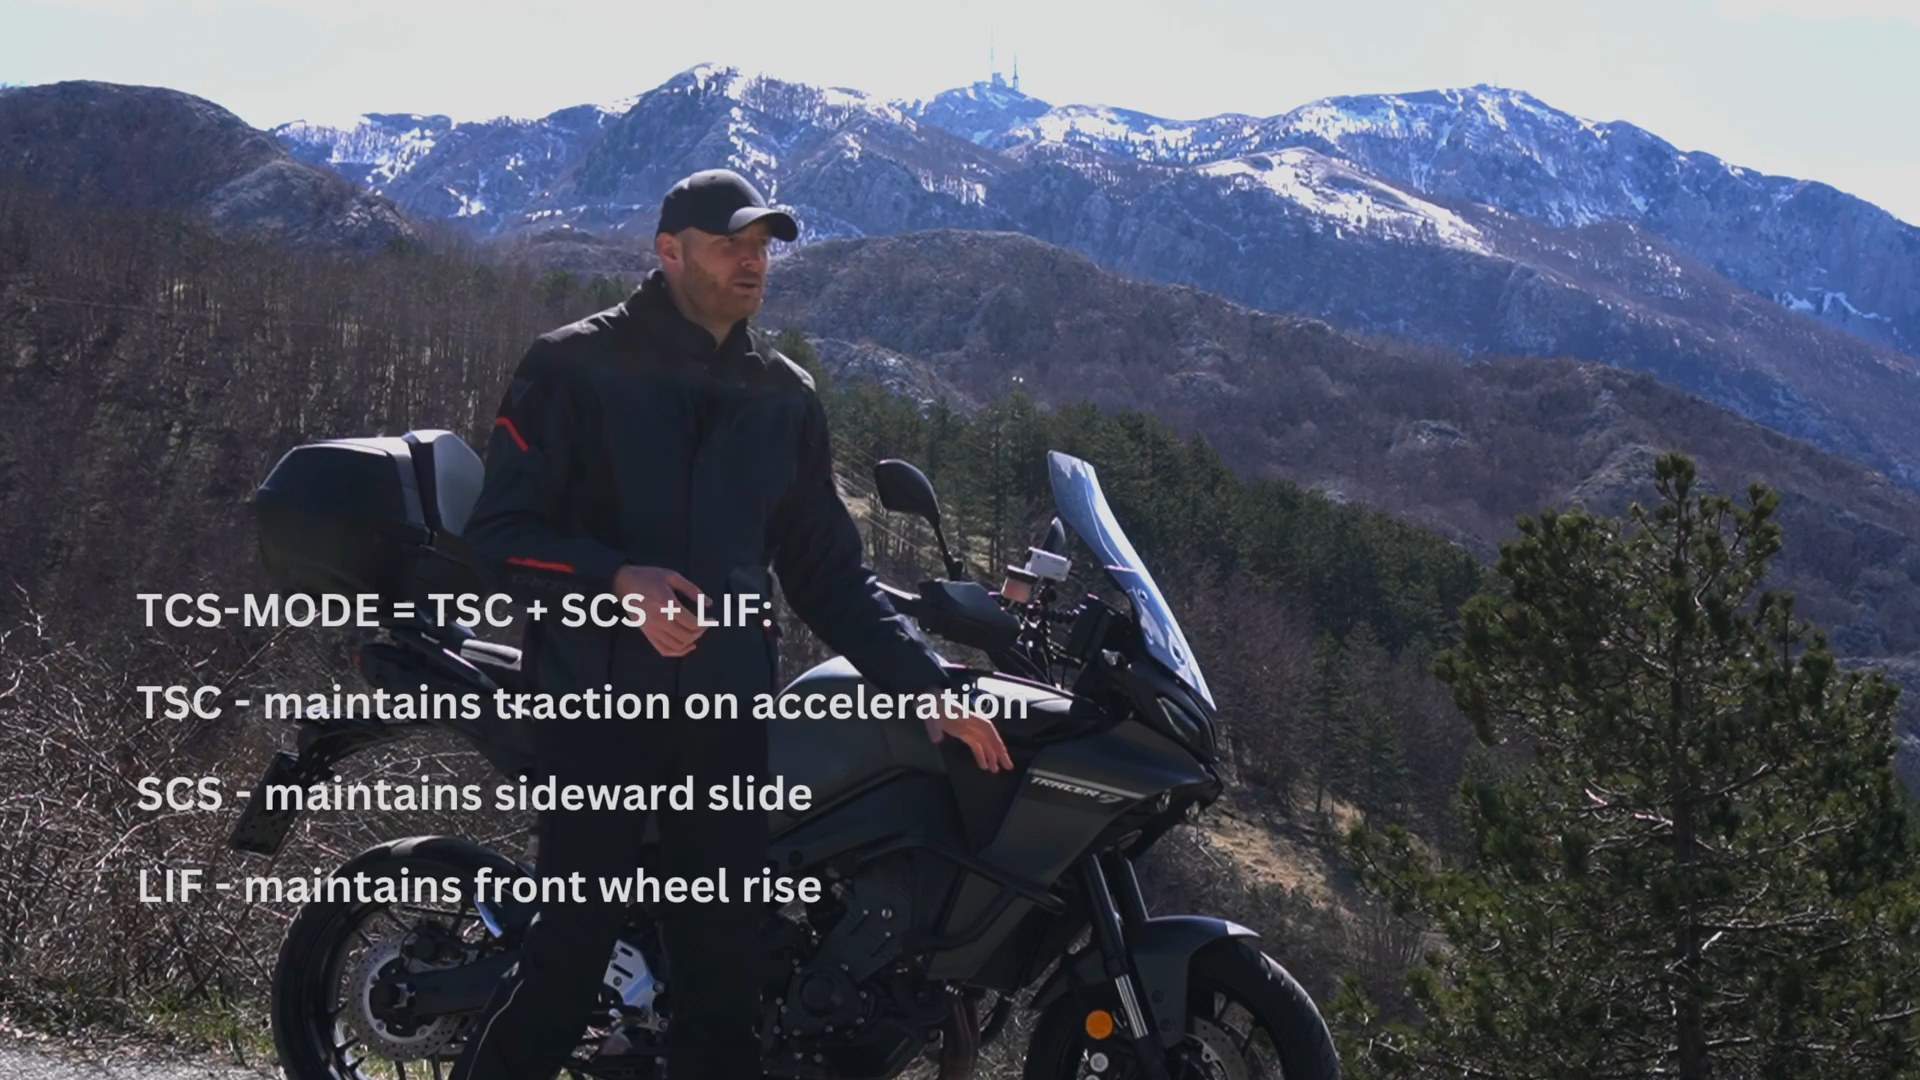 TCS-MODE = TSC + SCS + LIF:
TSC - maintains traction on acceleration
SCS - maintains sideward slide
LIF - maintains front wheel rise
TRACER 9